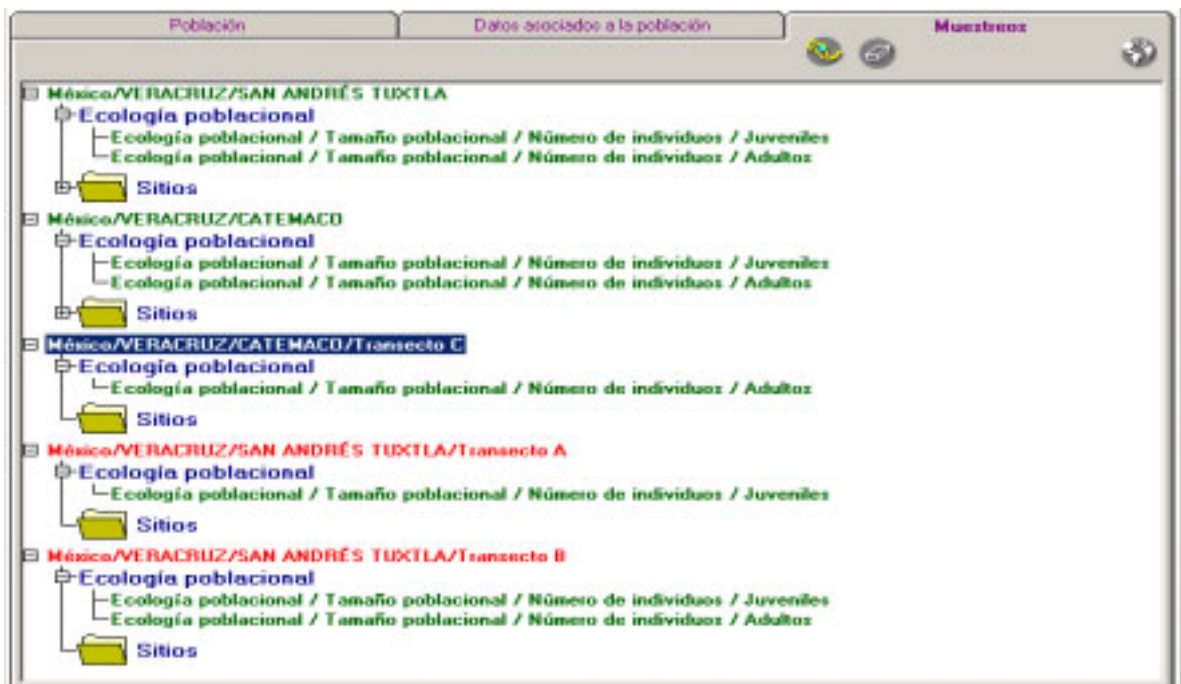 Población
Datos asociados a la población
Muestreos
México/VERACRUZ/SAN ANDRÉS TUXTLA
Ecología poblacional
Ecología poblacional / Tamaño poblacional / Número de individuos / Juveniles
Ecología poblacional / Tamaño poblacional / Número de individuos / Adultos
Sitios
México/VERACRUZ/CATEMACO
Ecología poblacional
Ecología poblacional / Tamaño poblacional / Número de individuos / Juveniles
Ecología poblacional / Tamaño poblacional / Número de individuos / Adultos
Sitios
México/VERACRUZ/CATEMACO/Transecto C
Ecología poblacional
Ecología poblacional / Tamaño poblacional / Número de individuos / Adultos
Sitios
México/VERACRUZ/SAN ANDRÉS TUXTLA/Transecto A
Ecología poblacional
Ecología poblacional / Tamaño poblacional / Número de individuos / Juveniles
Sitios
México/VERACRUZ/SAN ANDRÉS TUXTLA/Transecto B
Ecología poblacional
Ecología poblacional / Tamaño poblacional / Número de individuos / Juveniles
Ecología poblacional / Tamaño poblacional / Número de individuos / Adultos
Sitios